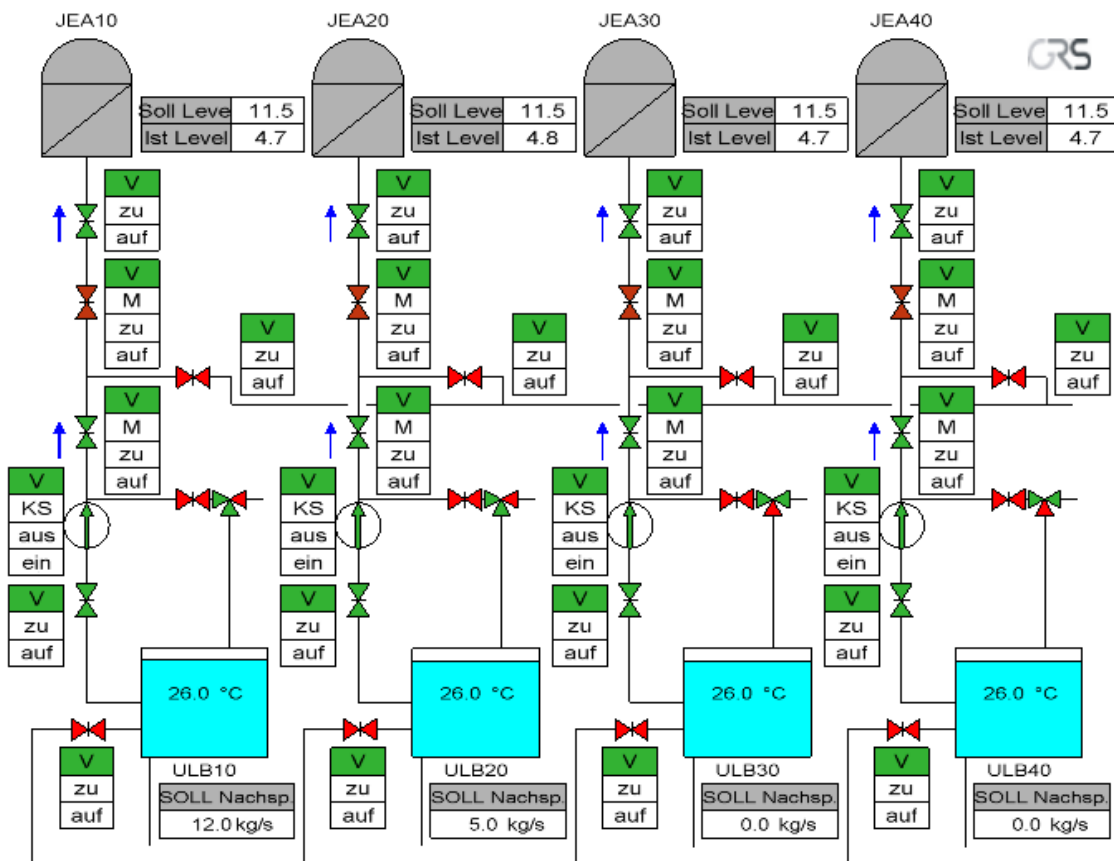 JEA10 JEA20 JEA30 JEA40
GRS
Soll Leve 11.5 Soll Leve 11.5 Soll Leve 11.5 Soll Leve 11.5
Ist Level 4.7 Ist Level 4.8 Ist Level 4.7 Ist Level 4.7
V V V V
zu zu zu zu
auf auf auf auf
V V V V
M M M M
zu zu zu zu
auf auf auf auf
V V V V
zu zu zu zu
auf auf auf auf
V V V V
M M M M
zu zu zu zu
auf auf auf auf
V V V V
KS KS KS KS
aus aus aus aus
ein ein ein ein
V V V V
zu zu zu zu
auf auf auf auf
26.0 °C 26.0 °C 26.0 °C 26.0 °C
V V V V
zu zu zu zu
auf auf auf auf
ULB10 ULB20 ULB30 ULB40
SOLL Nachsp. SOLL Nachsp. SOLL Nachsp. SOLL Nachsp.
12.0 kg/s 5.0 kg/s 0.0 kg/s 0.0 kg/s